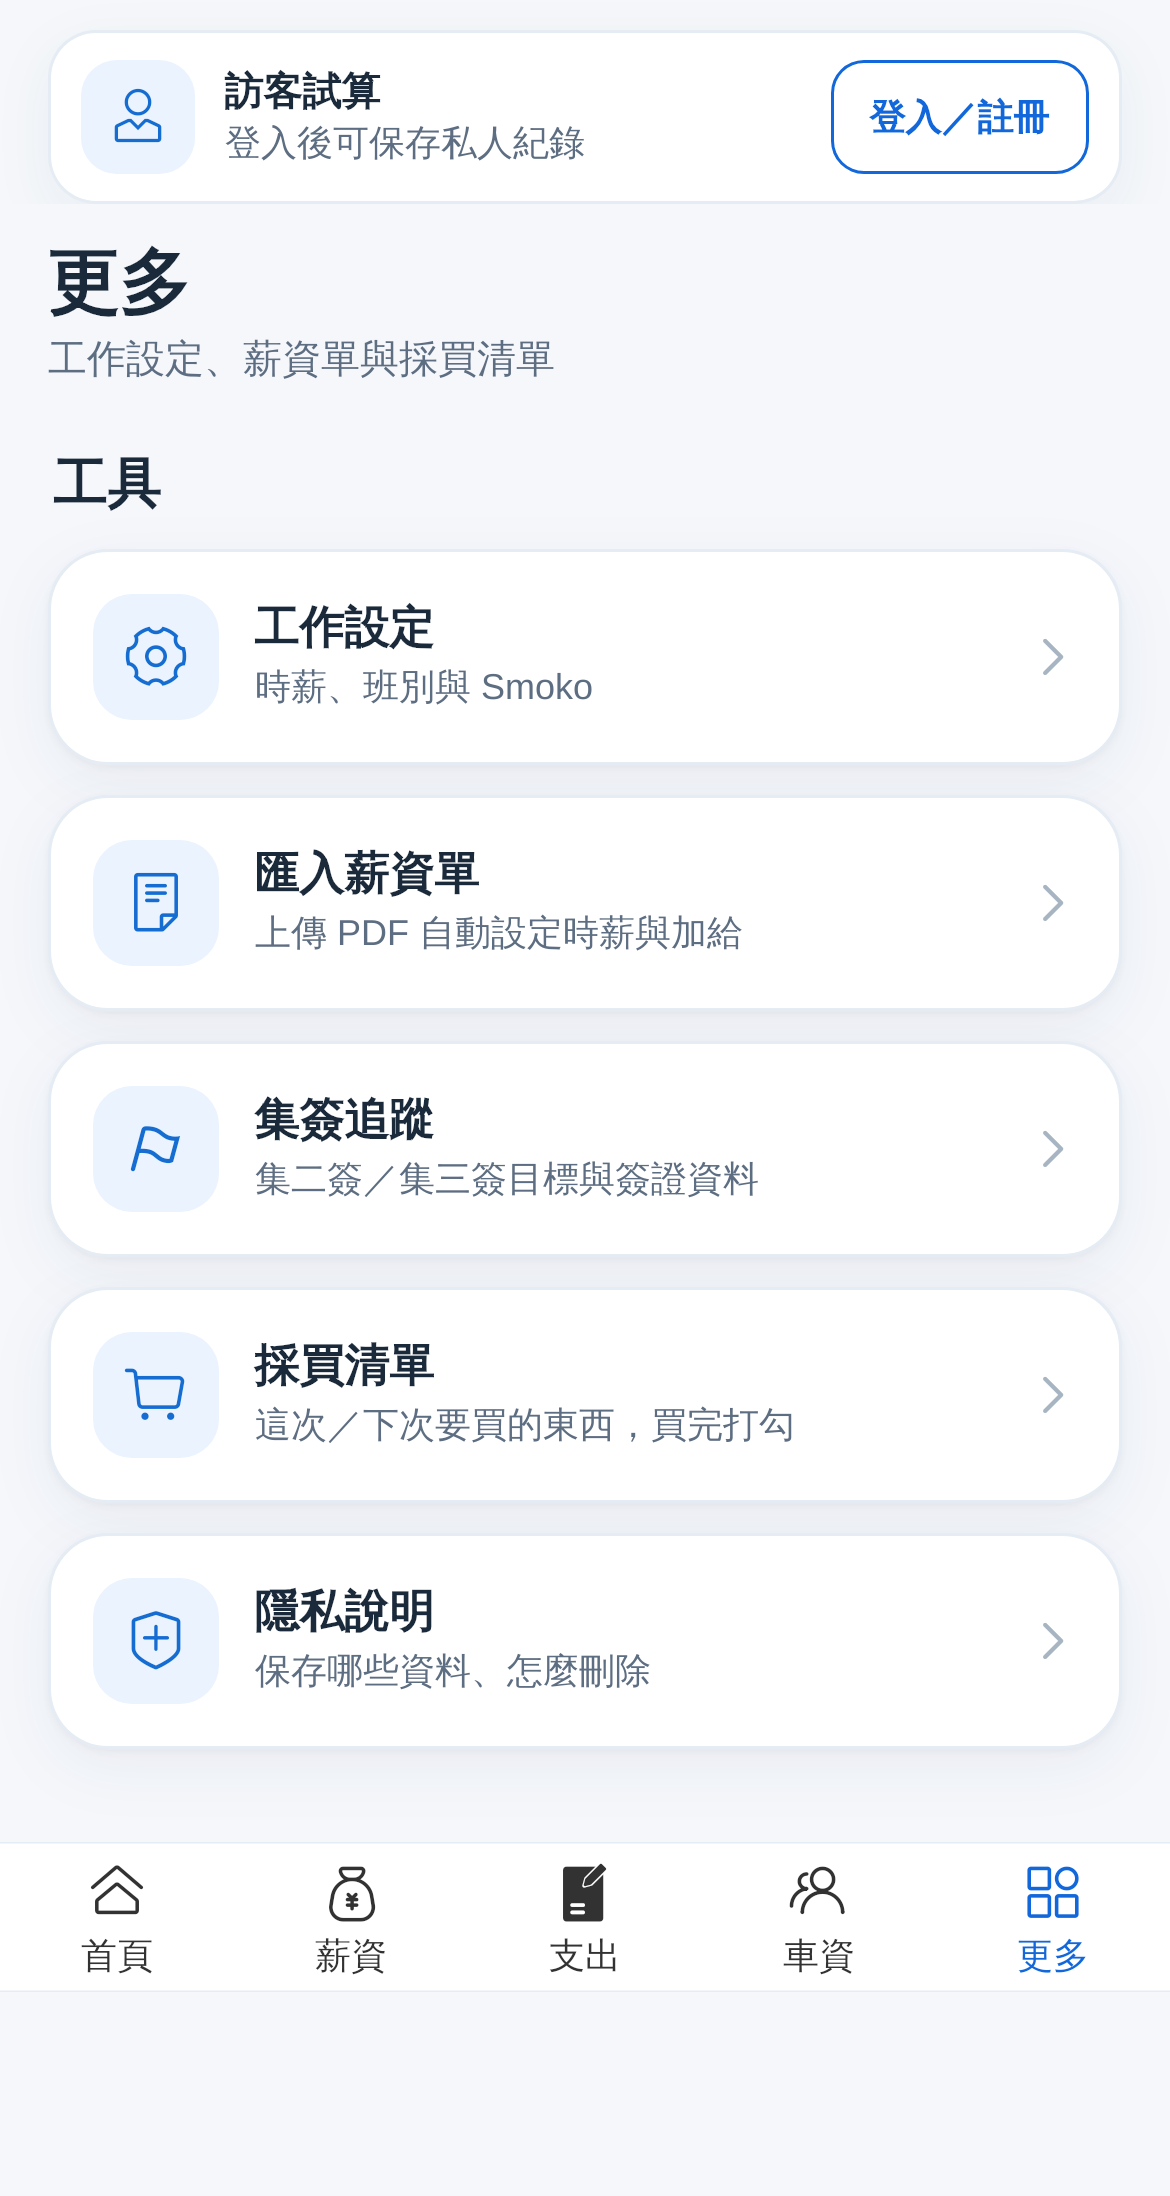 訪客試算
登入後可保存私人紀錄
登入／註冊
更多
工作設定、薪資單與採買清單
工具
工作設定
時薪、班別與 Smoko
匯入薪資單
上傳 PDF 自動設定時薪與加給
集簽追蹤
集二簽／集三簽目標與簽證資料
採買清單
這次／下次要買的東西，買完打勾
隱私說明
保存哪些資料、怎麼刪除
首頁
薪資
支出
車資
更多